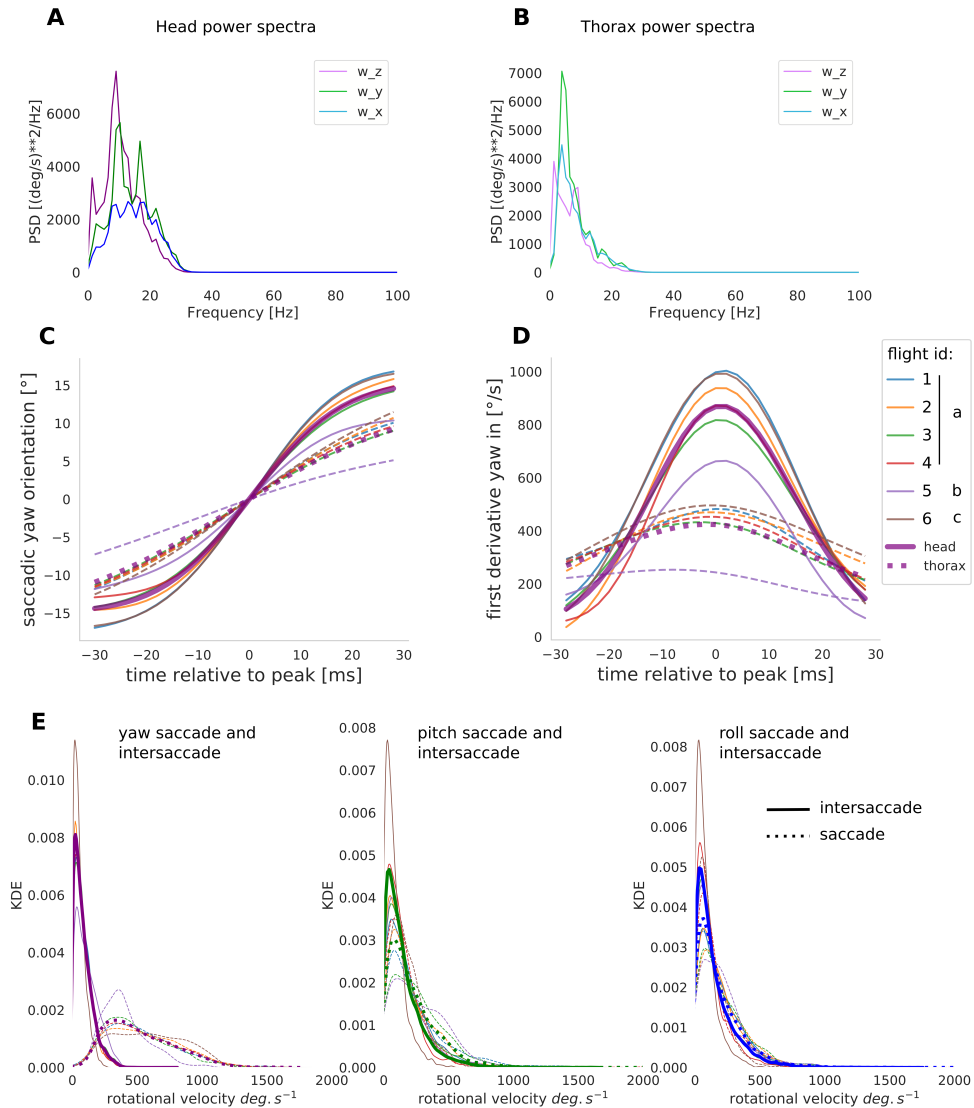 A
Head power spectra
w_z
w_y
w_x
PSD [(deg/s)**2/Hz]
6000
4000
2000
0
0 20 40 60 80 100
Frequency [Hz]
B
Thorax power spectra
w_z
w_y
w_x
PSD [(deg/s)**2/Hz]
7000
6000
5000
4000
3000
2000
1000
0
0 20 40 60 80 100
Frequency [Hz]
C
saccadic yaw orientation [°]
15
10
5
0
−5
−10
−15
−30 −20 −10 0 10 20 30
time relative to peak [ms]
D
first derivative yaw in [°/s]
1000
800
600
400
200
0
−30 −20 −10 0 10 20 30
time relative to peak [ms]
flight id:
1
2
a
3
4
5 b
6 c
head
thorax
E
yaw saccade and
intersaccade
KDE
0.010
0.008
0.006
0.004
0.002
0.000
0 500 1000 1500 2000
rotational velocity deg.s−1
pitch saccade and
intersaccade
KDE
0.008
0.007
0.006
0.005
0.004
0.003
0.002
0.001
0.000
0 500 1000 1500 2000
rotational velocity deg.s−1
roll saccade and
intersaccade
intersaccade
saccade
KDE
0.008
0.007
0.006
0.005
0.004
0.003
0.002
0.001
0.000
0 500 1000 1500 2000
rotational velocity deg.s−1